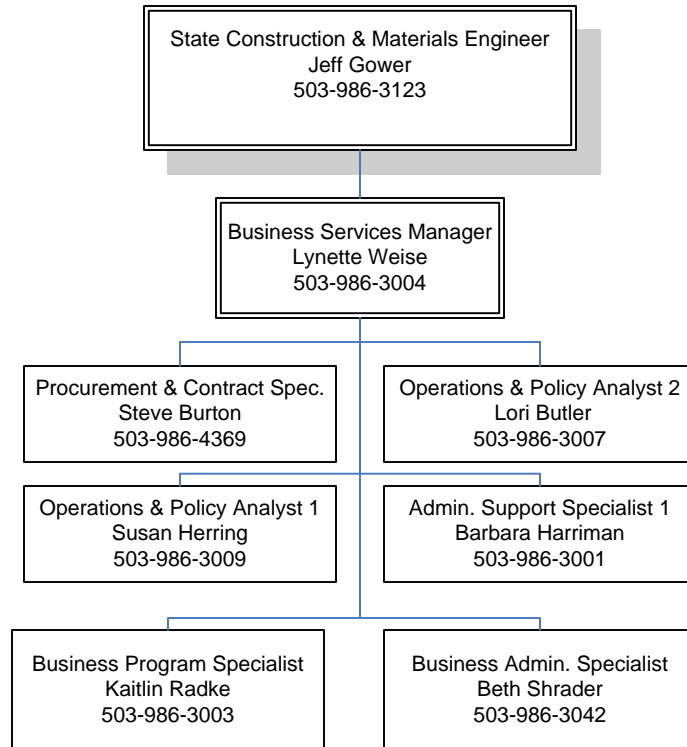 State Construction & Materials Engineer
Jeff Gower
503-986-3123
Business Services Manager
Lynette Weise
503-986-3004
Procurement & Contract Spec.
Steve Burton
503-986-4369
Operations & Policy Analyst 2
Lori Butler
503-986-3007
Operations & Policy Analyst 1
Susan Herring
503-986-3009
Admin. Support Specialist 1
Barbara Harriman
503-986-3001
Business Program Specialist
Kaitlin Radke
503-986-3003
Business Admin. Specialist
Beth Shrader
503-986-3042